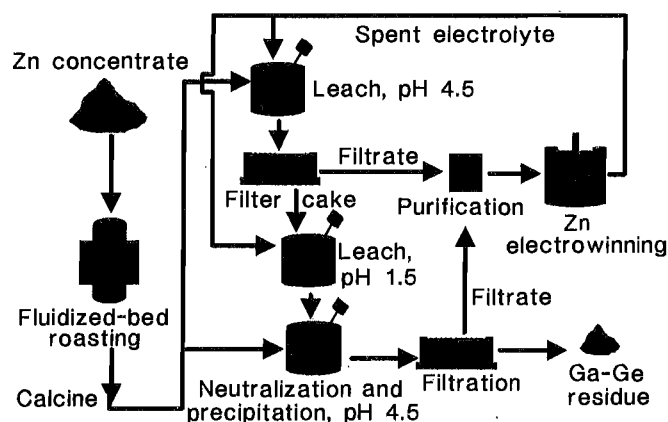 Spent electrolyte
Zn concentrate
Leach, pH 4.5
Filtrate
Filter cake
Purification
Zn
electrowinning
Leach,
pH 1.5
Filtrate
Fluidized-bed
roasting
Calcine
Neutralization and
precipitation, pH 4.5
Filtration
Ga-Ge
residue